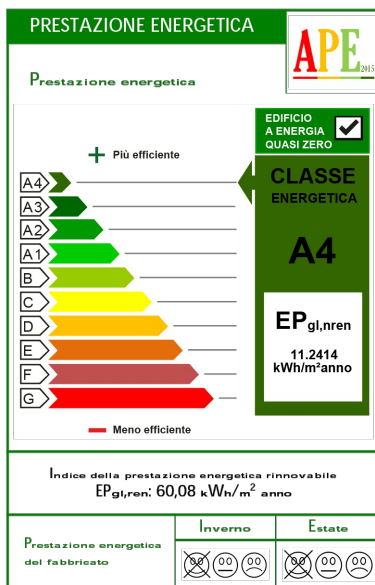 PRESTAZIONE ENERGETICA
APE 2015
Prestazione energetica
EDIFICIO
A ENERGIA
QUASI ZERO
+ Più efficiente
CLASSE
ENERGETICA
A4
A4
A3
A2
A1
B
C
D
E
F
G
EPgl,nren
11.2414
kWh/m²anno
Meno efficiente
Indice della prestazione energetica rinnovabile
EPgl,ren: 60,08 kWh/m² anno
Prestazione energetica
del fabbricato
Inverno
Estate